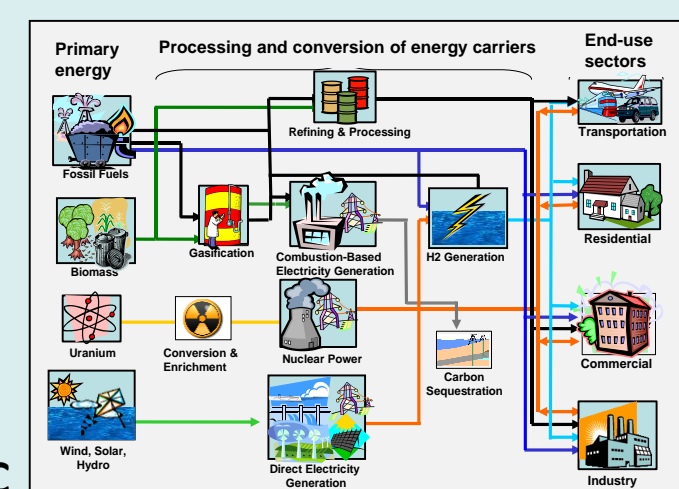 Primary
energy
Processing and conversion of energy carriers
End-use
sectors
Refining & Processing
Transportation
Fossil Fuels
Gasification
Combustion-Based
Electricity Generation
H2 Generation
Residential
Biomass
Uranium
Conversion &
Enrichment
Nuclear Power
Carbon
Sequestration
Commercial
Wind, Solar,
Hydro
Direct Electricity
Generation
Industry